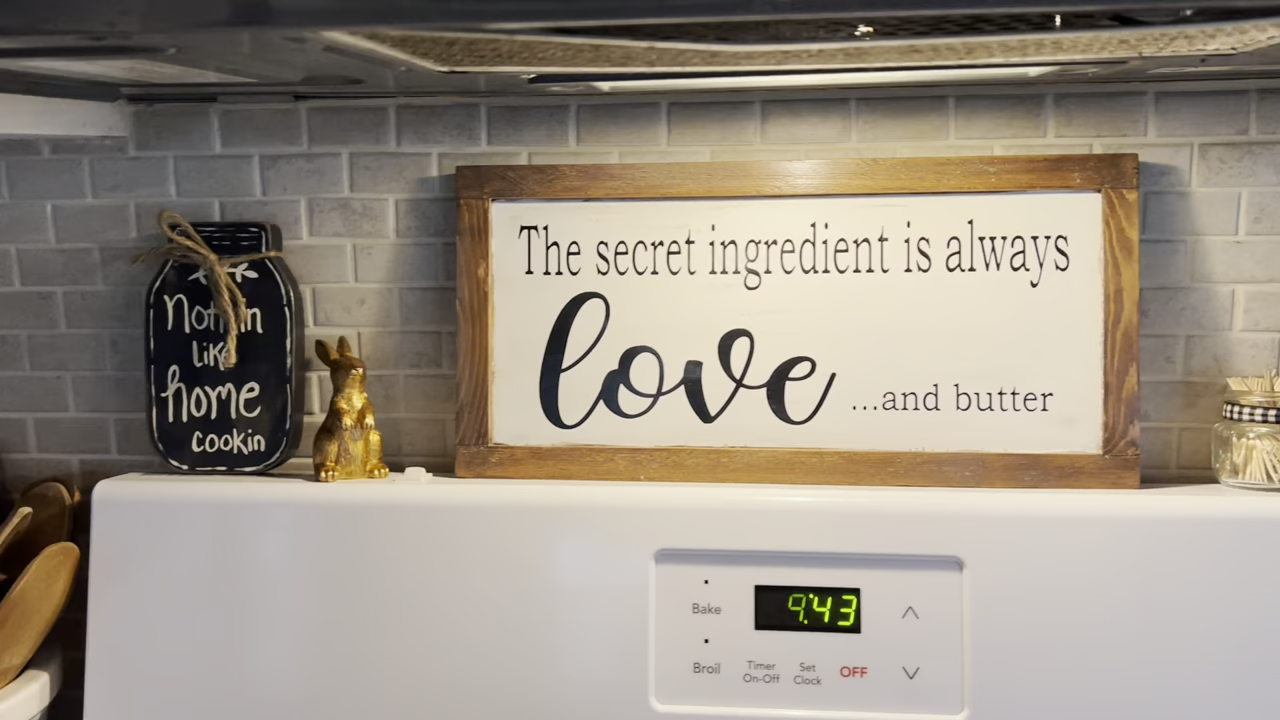 The secret ingredient is always
love ...and butter
Nothin
like
home
cookin
Bake
9:43
Broil
Timer
On-Off
Set
Clock
OFF